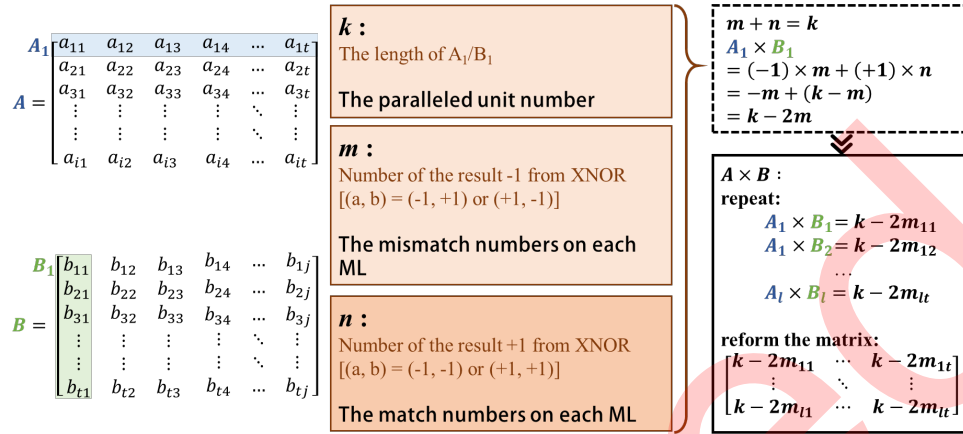 A₁ a₁₁ a₁₂ a₁₃ a₁₄ ... a₁ₜ
a₂₁ a₂₂ a₂₃ a₂₄ ... a₂ₜ
A = a₃₁ a₃₂ a₃₃ a₃₄ ... a₃ₜ
⋮ ⋮ ⋮ ⋮ ⋱ ⋮
⋮ ⋮ ⋮ ⋮ ⋱ ⋮
aᵢ₁ aᵢ₂ aᵢ₃ aᵢ₄ ... aᵢₜ
B₁ b₁₁ b₁₂ b₁₃ b₁₄ ... b₁ⱼ
b₂₁ b₂₂ b₂₃ b₂₄ ... b₂ⱼ
B = b₃₁ b₃₂ b₃₃ b₃₄ ... b₃ⱼ
⋮ ⋮ ⋮ ⋮ ⋱ ⋮
⋮ ⋮ ⋮ ⋮ ⋱ ⋮
bₜ₁ bₜ₂ bₜ₃ bₜ₄ ... bₜⱼ
k :
The length of A₁/B₁
The paralleled unit number
m :
Number of the result -1 from XNOR
[(a, b) = (-1, +1) or (+1, -1)]
The mismatch numbers on each
ML
n :
Number of the result +1 from XNOR
[(a, b) = (-1, -1) or (+1, +1)]
The match numbers on each ML
m + n = k
A₁ × B₁
= (−1) × m + (+1) × n
= −m + (k − m)
= k − 2m
A × B :
repeat:
A₁ × B₁ = k − 2m₁₁
A₁ × B₂ = k − 2m₁₂
...
Aₗ × Bₗ = k − 2mₗₜ
reform the matrix:
k − 2m₁₁ ⋯ k − 2m₁ₜ
⋮ ⋱ ⋮
k − 2mₗ₁ ⋯ k − 2mₗₜ